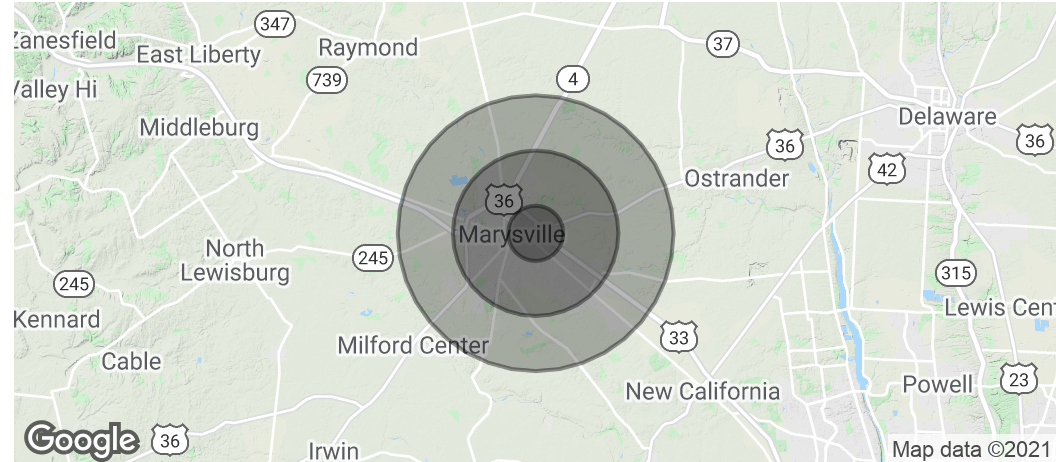 347
Zanesfield
East Liberty
Raymond
37
739
4
Valley Hi
Delaware
Middleburg
36
36
42
Ostrander
36
Marysville
North
Lewisburg
245
245
315
Kennard
Lewis Cen
Milford Center
33
Cable
New California
Powell
23
Google
36
Irwin
Map data ©2021